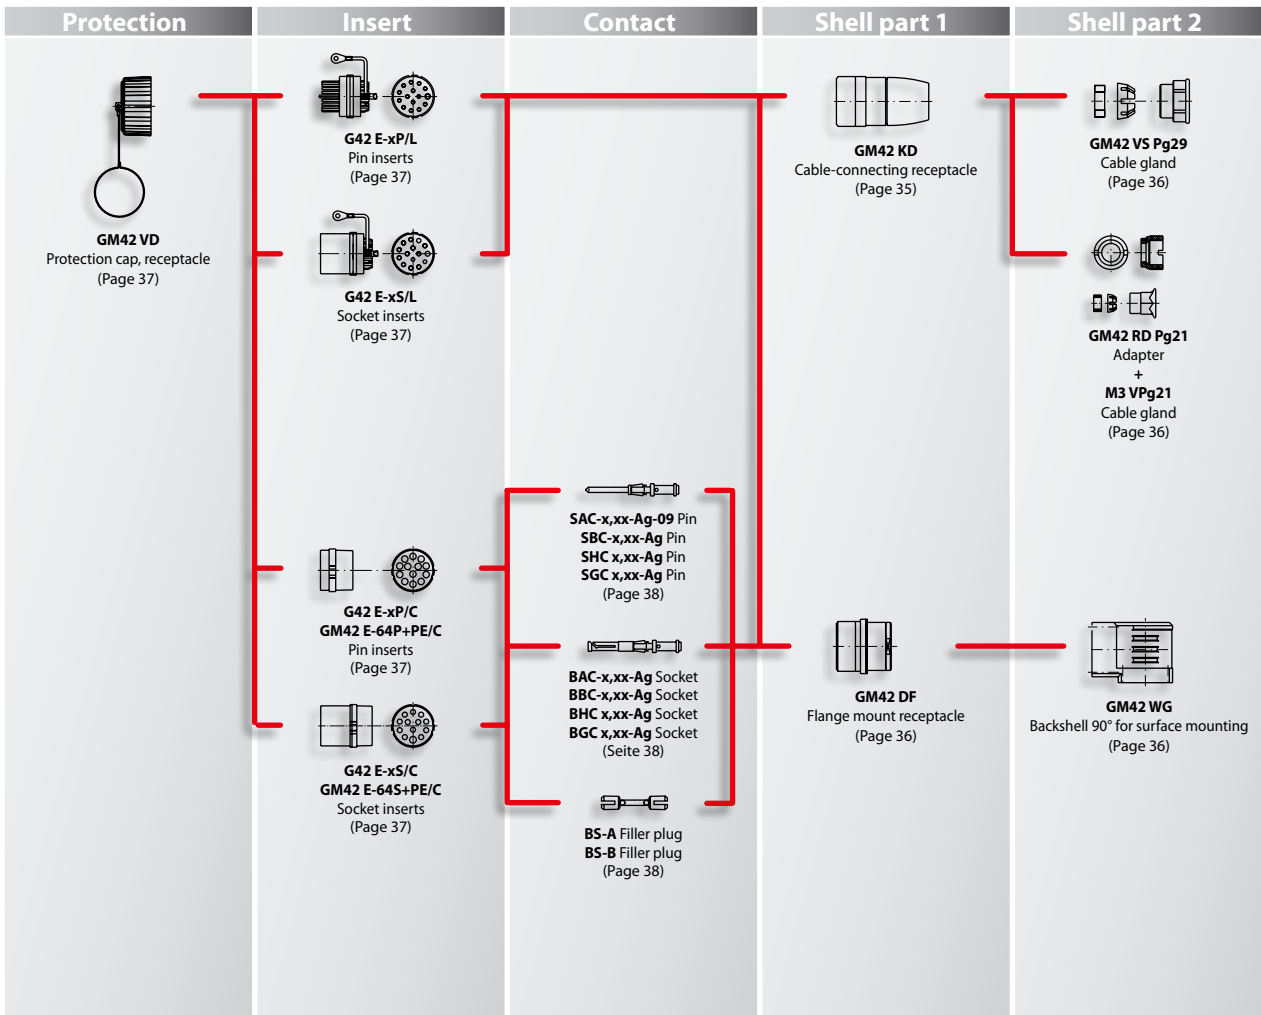 Protection
Insert
Contact
Shell part 1
Shell part 2
GM42 VD
Protection cap, receptacle
(Page 37)
G42 E-xP/L
Pin inserts
(Page 37)
G42 E-xS/L
Socket inserts
(Page 37)
G42 E-xP/C
GM42 E-64P+PE/C
Pin inserts
(Page 37)
G42 E-xS/C
GM42 E-64S+PE/C
Socket inserts
(Page 37)
SAC-x,xx-Ag-09 Pin
SBC-x,xx-Ag Pin
SHC x,xx-Ag Pin
SGC x,xx-Ag Pin
(Page 38)
BAC-x,xx-Ag Socket
BBC-x,xx-Ag Socket
BHC x,xx-Ag Socket
BGC x,xx-Ag Socket
(Seite 38)
BS-A Filler plug
BS-B Filler plug
(Page 38)
GM42 KD
Cable-connecting receptacle
(Page 35)
GM42 DF
Flange mount receptacle
(Page 36)
GM42 VS Pg29
Cable gland
(Page 36)
GM42 RD Pg21
Adapter
+
M3 VPg21
Cable gland
(Page 36)
GM42 WG
Backshell 90° for surface mounting
(Page 36)